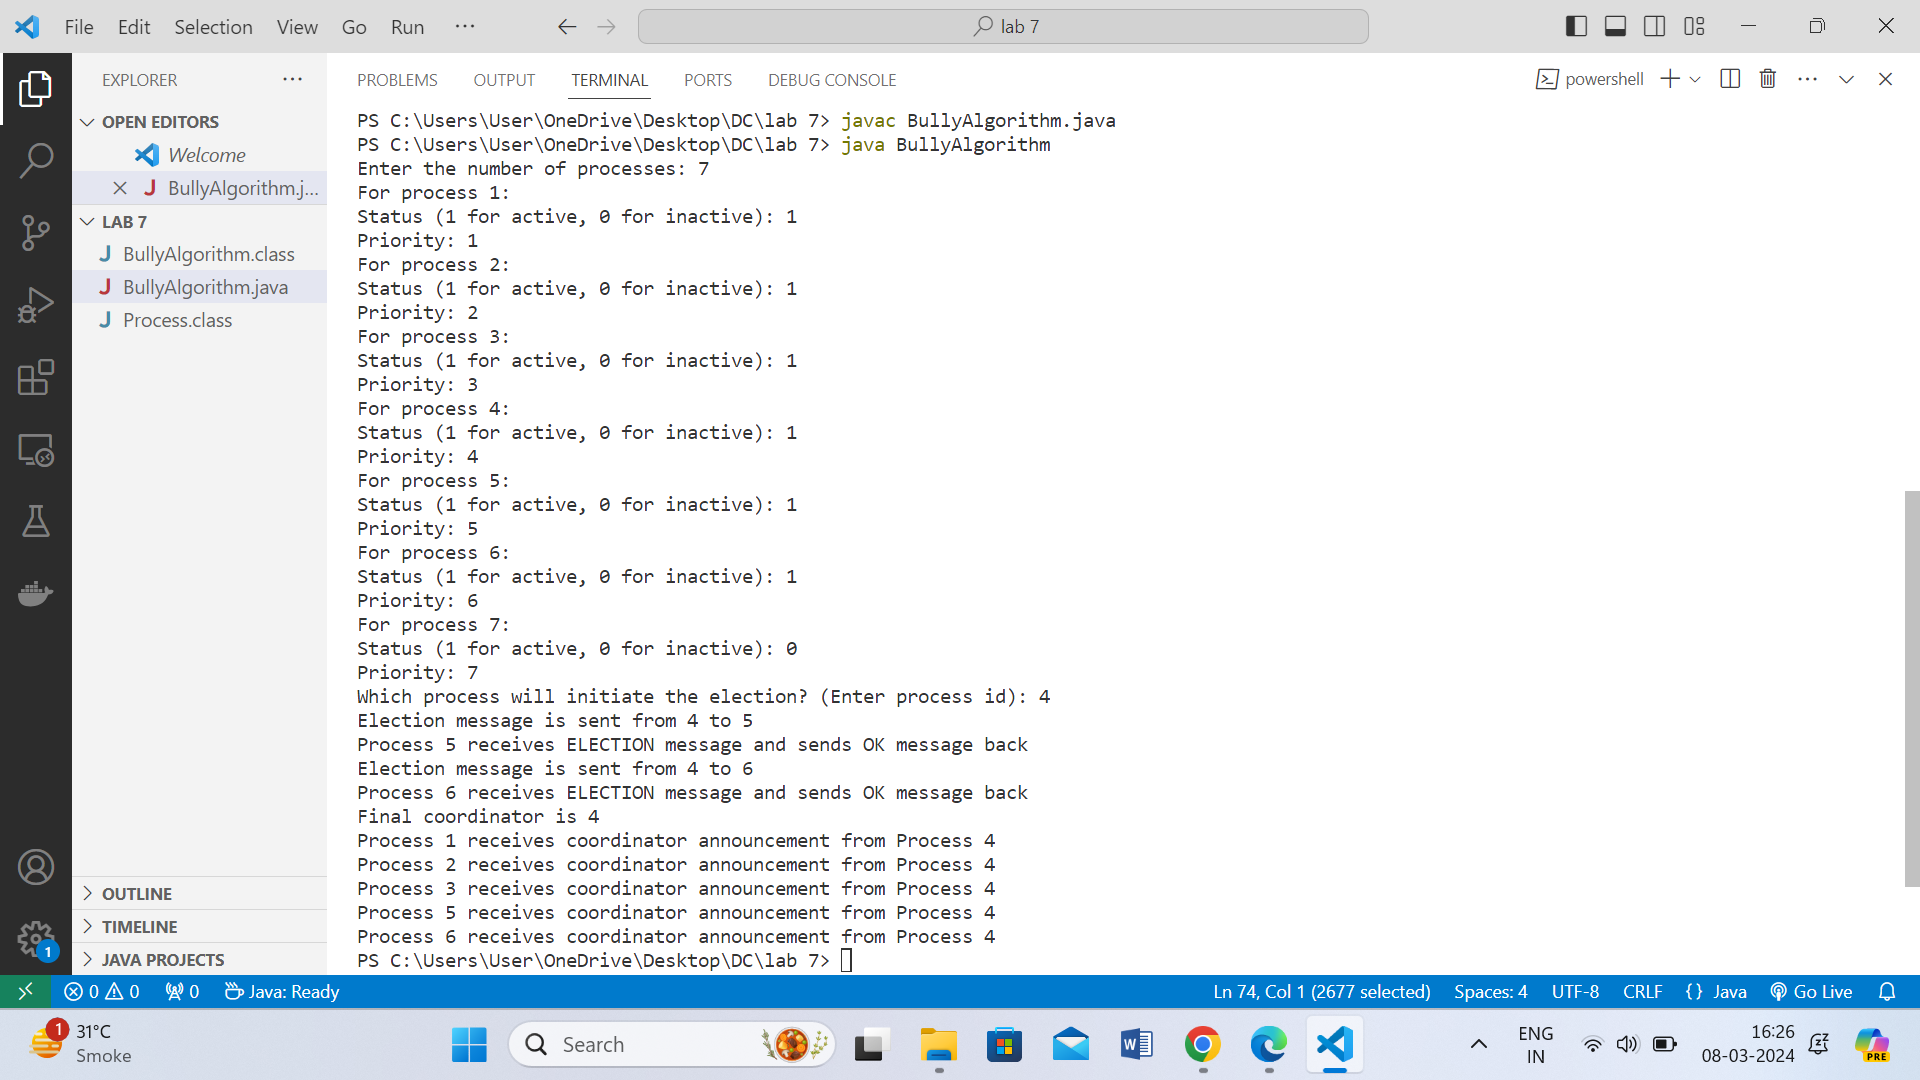 File Edit Selection View Go Run ··· lab 7
EXPLORER ···
OPEN EDITORS
Welcome
J BullyAlgorithm.j...
LAB 7
J BullyAlgorithm.class
J BullyAlgorithm.java
J Process.class
OUTLINE
TIMELINE
JAVA PROJECTS
1
PROBLEMS OUTPUT TERMINAL PORTS DEBUG CONSOLE powershell
PS C:\Users\User\OneDrive\Desktop\DC\lab 7> javac BullyAlgorithm.java
PS C:\Users\User\OneDrive\Desktop\DC\lab 7> java BullyAlgorithm
Enter the number of processes: 7
For process 1:
Status (1 for active, 0 for inactive): 1
Priority: 1
For process 2:
Status (1 for active, 0 for inactive): 1
Priority: 2
For process 3:
Status (1 for active, 0 for inactive): 1
Priority: 3
For process 4:
Status (1 for active, 0 for inactive): 1
Priority: 4
For process 5:
Status (1 for active, 0 for inactive): 1
Priority: 5
For process 6:
Status (1 for active, 0 for inactive): 1
Priority: 6
For process 7:
Status (1 for active, 0 for inactive): 0
Priority: 7
Which process will initiate the election? (Enter process id): 4
Election message is sent from 4 to 5
Process 5 receives ELECTION message and sends OK message back
Election message is sent from 4 to 6
Process 6 receives ELECTION message and sends OK message back
Final coordinator is 4
Process 1 receives coordinator announcement from Process 4
Process 2 receives coordinator announcement from Process 4
Process 3 receives coordinator announcement from Process 4
Process 5 receives coordinator announcement from Process 4
Process 6 receives coordinator announcement from Process 4
PS C:\Users\User\OneDrive\Desktop\DC\lab 7>
0 0 0 Java: Ready Ln 74, Col 1 (2677 selected) Spaces: 4 UTF-8 CRLF {} Java Go Live
1 31°C
Smoke
Search
W
ENG
IN
16:26
08-03-2024
PRE